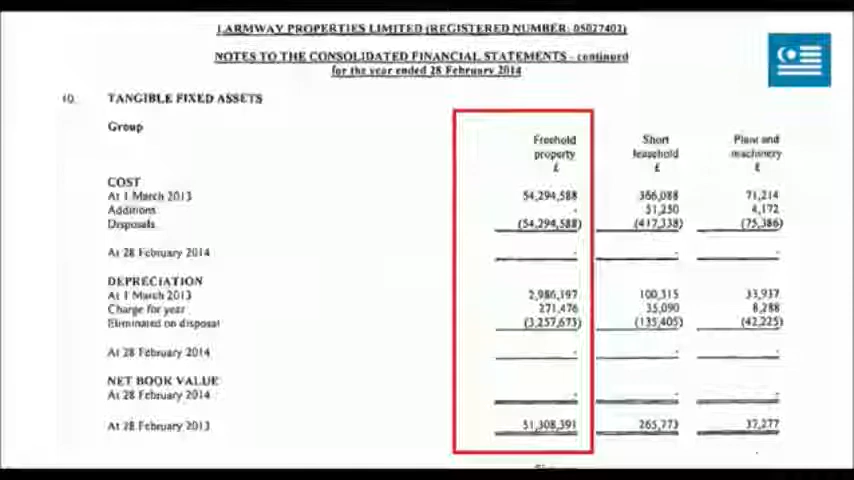 LARMWAY PROPERTIES LIMITED (REGISTERED NUMBER: 05027402)
NOTES TO THE CONSOLIDATED FINANCIAL STATEMENTS - continued
for the year ended 28 February 2014
10. TANGIBLE FIXED ASSETS
Group
Freehold property £ Short leasehold £ Plant and machinery £
COST
At 1 March 2013 54,294,588 366,088 71,214
Additions - 51,250 4,172
Disposals (54,294,588) (417,338) (75,386)
At 28 February 2014 - - -
DEPRECIATION
At 1 March 2013 2,986,197 100,315 33,937
Charge for year 271,476 35,090 8,288
Eliminated on disposal (3,257,673) (135,405) (42,225)
At 28 February 2014 - - -
NET BOOK VALUE
At 28 February 2014 - - -
At 28 February 2013 51,308,391 265,773 37,277